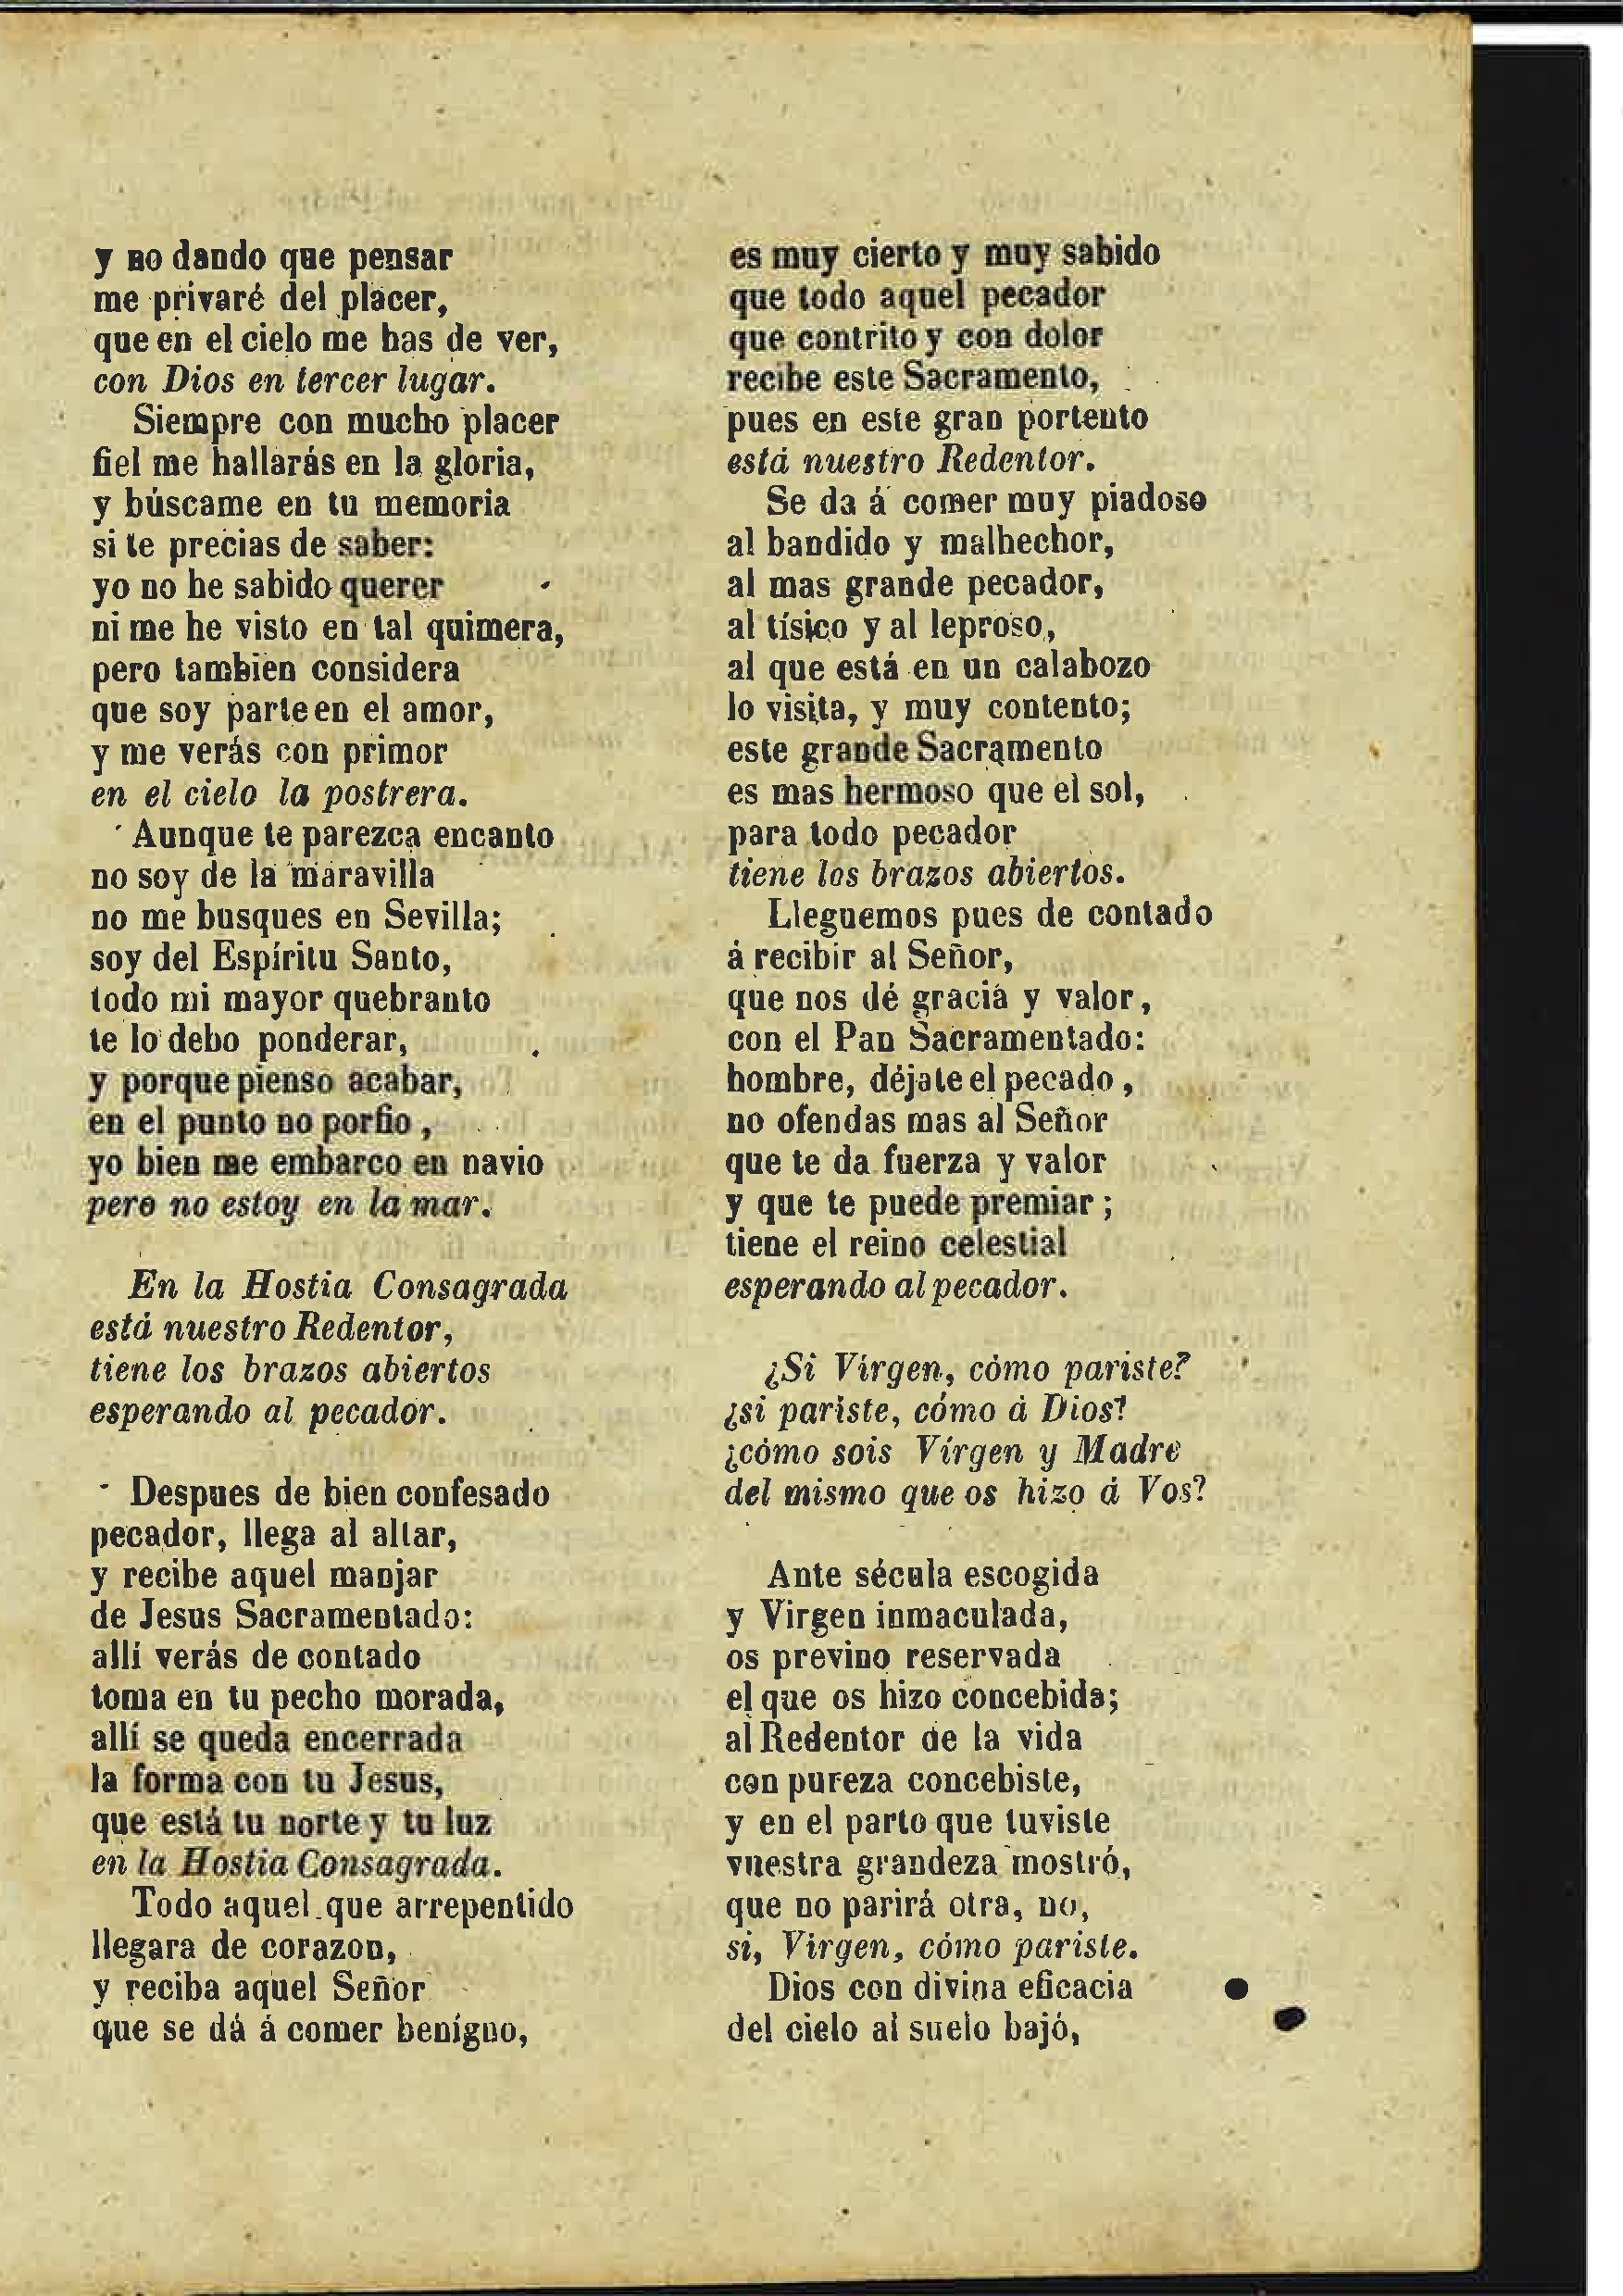 y no dando que pensar
me privaré del placer,
que en el cielo me has de ver,
con Dios en tercer lugar.
Siempre con mucho placer
fiel me hallarás en la gloria,
y búscame en tu memoria
si te precias de saber:
yo no he sabido querer
ni me he visto en tal quimera,
pero tambien considera
que soy parte en el amor,
y me verás con primor
en el cielo la postrera.
Aunque te parezca encanto
no soy de la maravilla
no me busques en Sevilla;
soy del Espíritu Santo,
todo mi mayor quebranto
te lo debo ponderar,
y porque pienso acabar,
en el punto no porfio,
yo bien me embarco en navio
pero no estoy en la mar.
En la Hostia Consagrada
está nuestro Redentor,
tiene los brazos abiertos
esperando al pecador.
Despues de bien confesado
pecador, llega al altar,
y recibe aquel manjar
de Jesus Sacramentado:
allí verás de contado
toma en tu pecho morada,
allí se queda encerrada
la forma con tu Jesus,
que está tu norte y tu luz
en la Hostia Consagrada.
Todo aquel que arrepentido
llegara de corazon,
y reciba aquel Señor
que se dá á comer benígno,
es muy cierto y muy sabido
que todo aquel pecador
que contrito y con dolor
recibe este Sacramento,
pues en este gran portento
está nuestro Redentor.
Se da á comer muy piadoso
al bandido y malhechor,
al mas grande pecador,
al tísico y al leproso,
al que está en un calabozo
lo visita, y muy contento;
este grande Sacramento
es mas hermoso que el sol,
para todo pecador
tiene los brazos abiertos.
Lleguemos pues de contado
á recibir al Señor,
que nos dé gracia y valor,
con el Pan Sacramentado:
hombre, déjate el pecado,
no ofendas mas al Señor
que te da fuerza y valor
y que te puede premiar;
tiene el reino celestial
esperando al pecador.
¿Si Vírgen, cómo pariste?
¿si pariste, cómo á Dios?
¿cómo sois Vírgen y Madre
del mismo que os hizo á Vos?
Ante sécula escogida
y Virgen inmaculada,
os previno reservada
el que os hizo concebida;
al Redentor de la vida
con pureza concebiste,
y en el parto que tuviste
vuestra grandeza mostró,
que no parirá otra, no,
si, Virgen, cómo pariste.
Dios con divina eficacia
del cielo al suelo bajó,